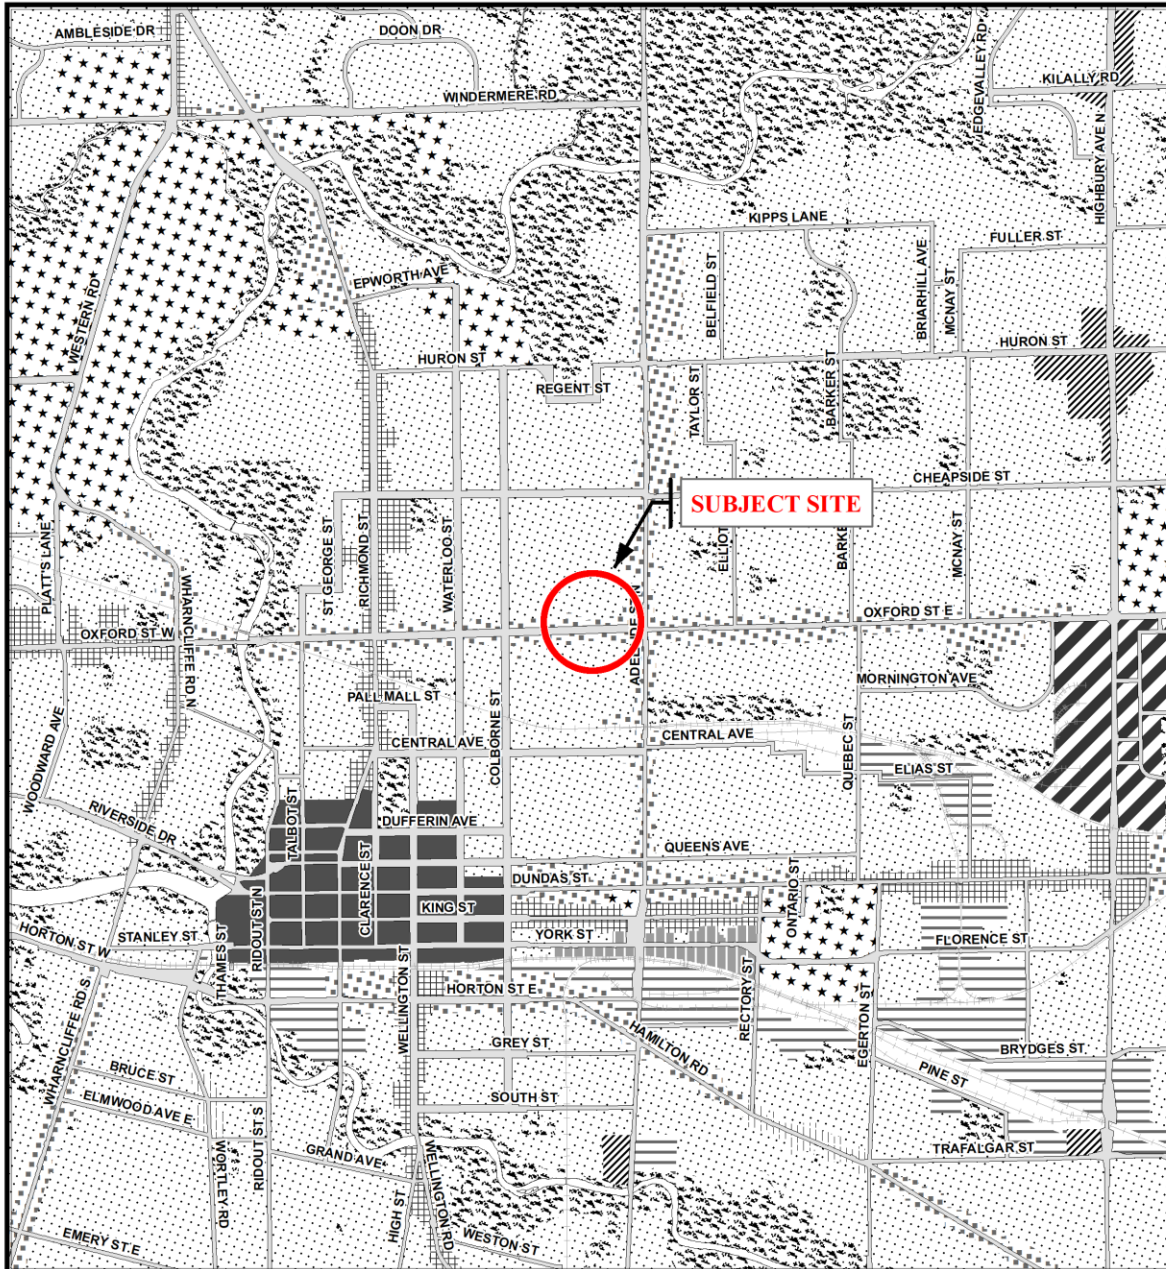 AMBLESIDE DR
DOON DR
EDGEVALLEY RD
KILALLY RD
WINDERMERE RD
HIGHBURY AVE N
KIPPS LANE
FULLER ST
EPWORTH AVE
BELFIELD ST
BRIARHILL AVE
MCNAY ST
WESTERN RD
HURON ST
HURON ST
REGENT ST
TAYLOR ST
BARKER ST
CHEAPSIDE ST
SUBJECT SITE
PLATT'S LANE
ST GEORGE ST
RICHMOND ST
WATERLOO ST
ELLIOT
BARKE
MCNAY ST
WHARNCLIFFE RD N
OXFORD ST W
OXFORD ST E
ADELAIDE ST N
MORNINGTON AVE
PALL MALL ST
COLBORNE ST
WOODWARD AVE
CENTRAL AVE
CENTRAL AVE
QUEBEC ST
ELIAS ST
RIVERSIDE DR
TALBOT ST
DUFFERIN AVE
CLARENCE ST
QUEENS AVE
DUNDAS ST
ONTARIO ST
KING ST
HORTON ST W
STANLEY ST
THAMES ST
RIDOUT ST N
YORK ST
FLORENCE ST
WELLINGTON ST
HORTON ST E
RECTORY ST
EGERTON ST
WHARNCLIFFE RD S
GREY ST
HAMILTON RD
BRYDGES ST
BRUCE ST
PINE ST
ELMWOOD AVE E
SOUTH ST
RIDOUT ST S
WORTLEY RD
GRAND AVE
TRAFALGAR ST
HIGH ST
WELLINGTON RD
EMERY ST E
WESTON ST